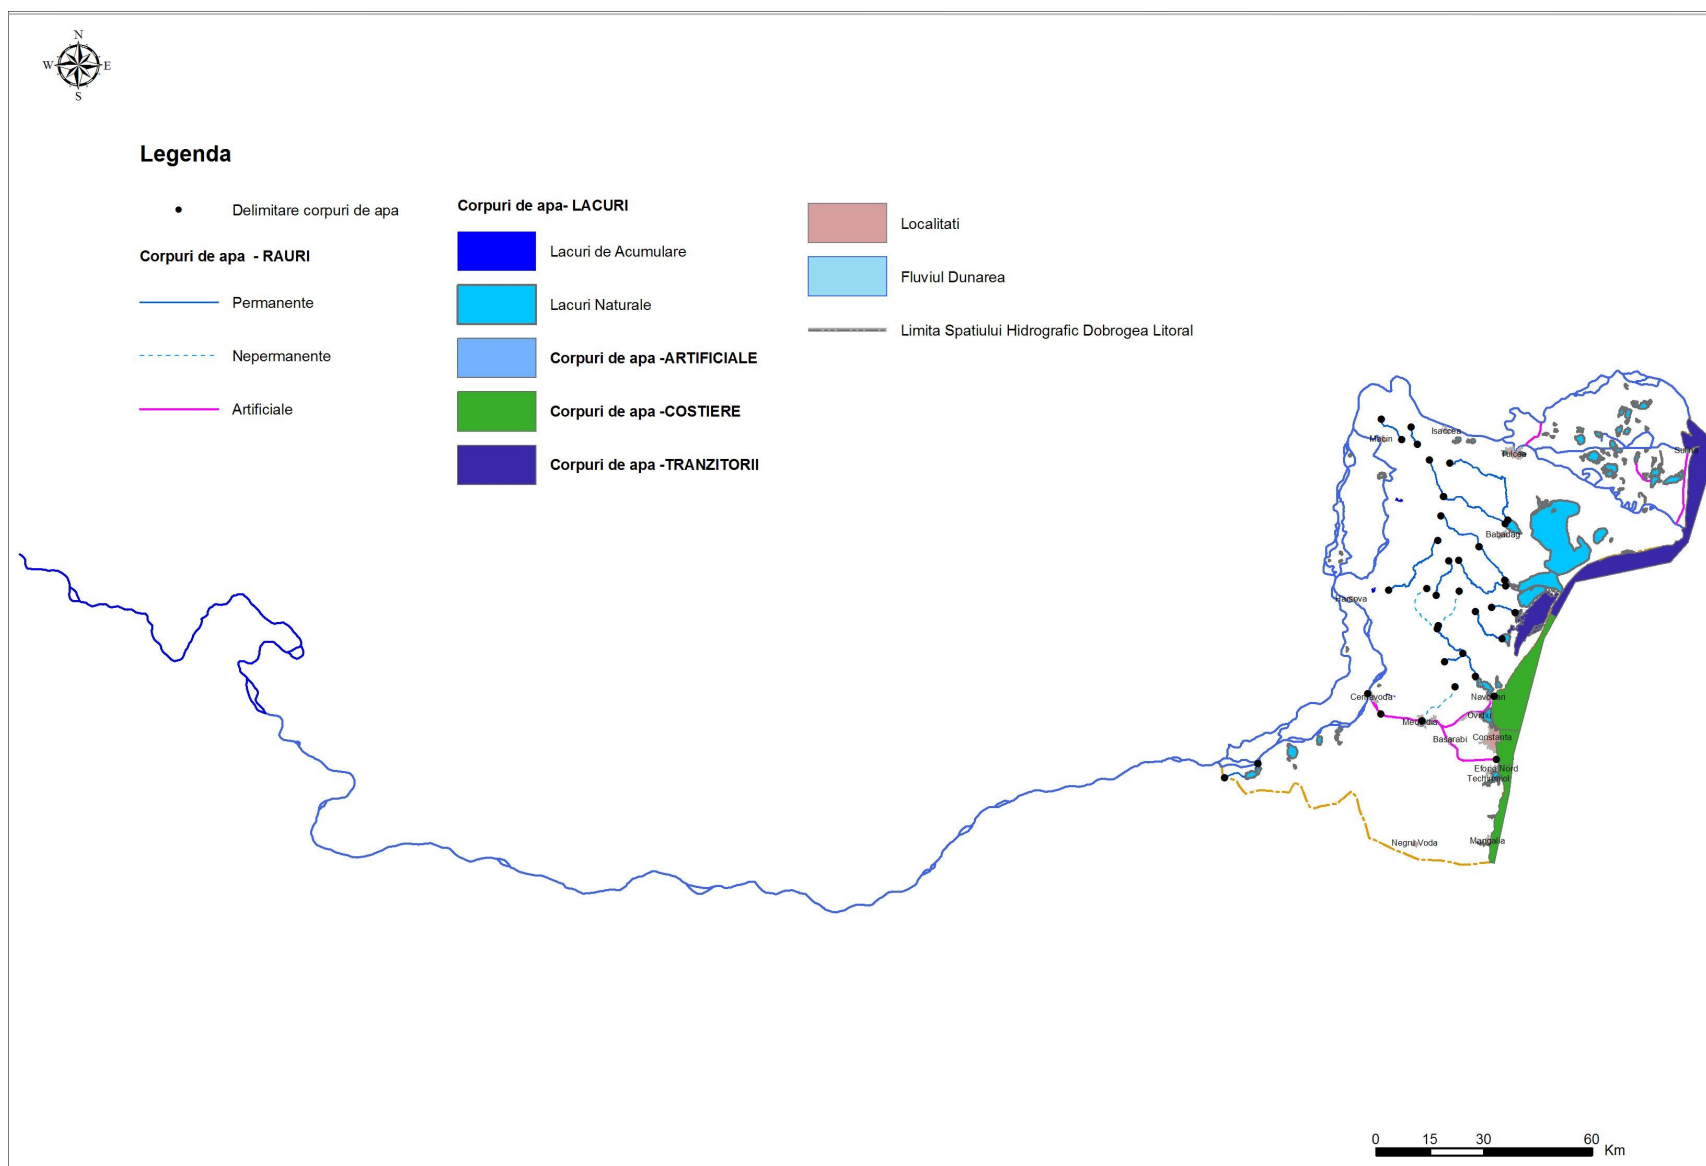 N
W E
S
Legenda
Delimitare corpuri de apa
Corpuri de apa - RAURI
Permanente
Nepermanente
Artificiale
Corpuri de apa- LACURI
Lacuri de Acumulare
Lacuri Naturale
Corpuri de apa -ARTIFICIALE
Corpuri de apa -COSTIERE
Corpuri de apa -TRANZITORII
Localitati
Fluviul Dunarea
Limita Spatiului Hidrografic Dobrogea Litoral
Isaccea
Macin
Tulcea
Sulina
Babadag
Harsova
Cernavoda
Navodari
Ovidiu
Medgidia
Basarabi
Constanta
Eforie Nord
Techirghiol
Negru Voda
Mangalia
0 15 30 60
Km